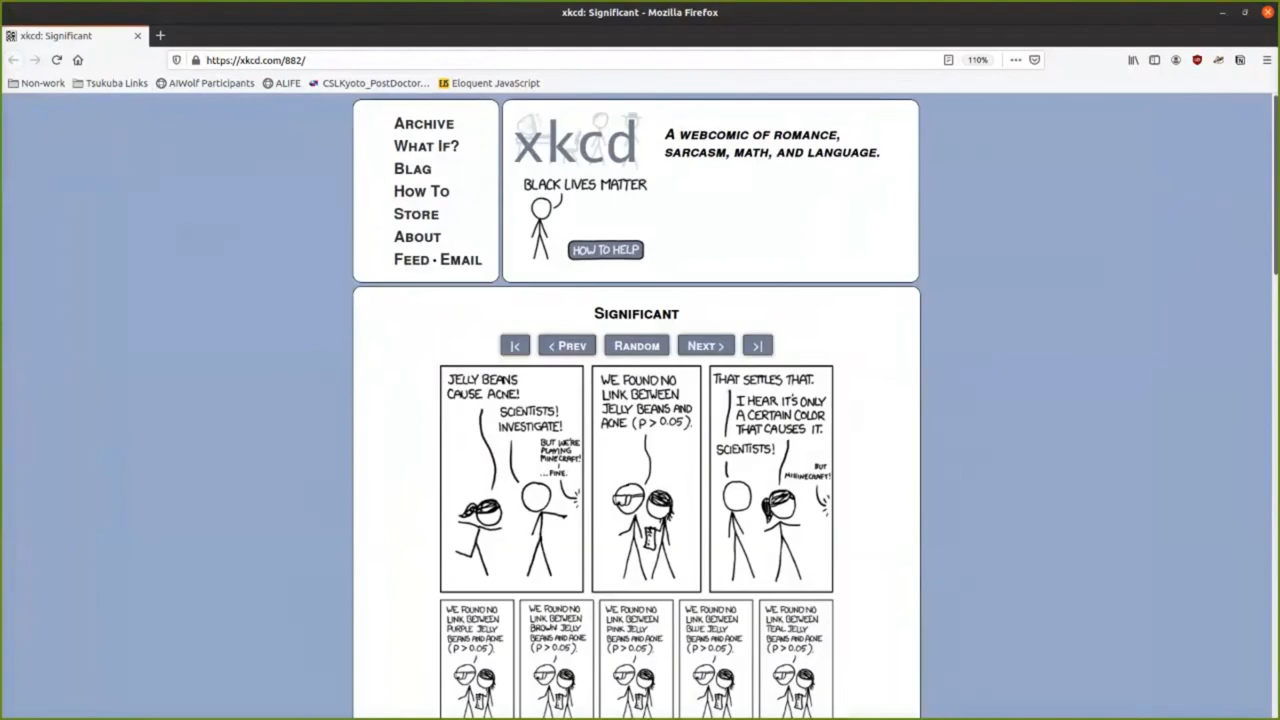 xkcd: Significant - Mozilla Firefox
xkcd: Significant
https://xkcd.com/882/
110%
Non-work
Tsukuba Links
AIWolf Participants
ALIFE
CSLKyoto_PostDoctor...
Eloquent JavaScript
ARCHIVE
WHAT IF?
BLAG
HOW TO
STORE
ABOUT
FEED • EMAIL
xkcd
A WEBCOMIC OF ROMANCE,
SARCASM, MATH, AND LANGUAGE.
BLACK LIVES MATTER
HOW TO HELP
SIGNIFICANT
|<
< PREV
RANDOM
NEXT >
>|
JELLY BEANS
CAUSE ACNE!
SCIENTISTS!
INVESTIGATE!
BUT WE'RE
PLAYING
MINECRAFT!
...FINE.
WE FOUND NO
LINK BETWEEN
JELLY BEANS AND
ACNE (P > 0.05).
THAT SETTLES THAT.
I HEAR IT'S ONLY
A CERTAIN COLOR
THAT CAUSES IT.
SCIENTISTS!
BUT
MIIINECRAFT!
WE FOUND NO
LINK BETWEEN
PURPLE JELLY
BEANS AND ACNE
(P > 0.05).
WE FOUND NO
LINK BETWEEN
BROWN JELLY
BEANS AND ACNE
(P > 0.05).
WE FOUND NO
LINK BETWEEN
PINK JELLY
BEANS AND ACNE
(P > 0.05).
WE FOUND NO
LINK BETWEEN
BLUE JELLY
BEANS AND ACNE
(P > 0.05).
WE FOUND NO
LINK BETWEEN
TEAL JELLY
BEANS AND ACNE
(P > 0.05).